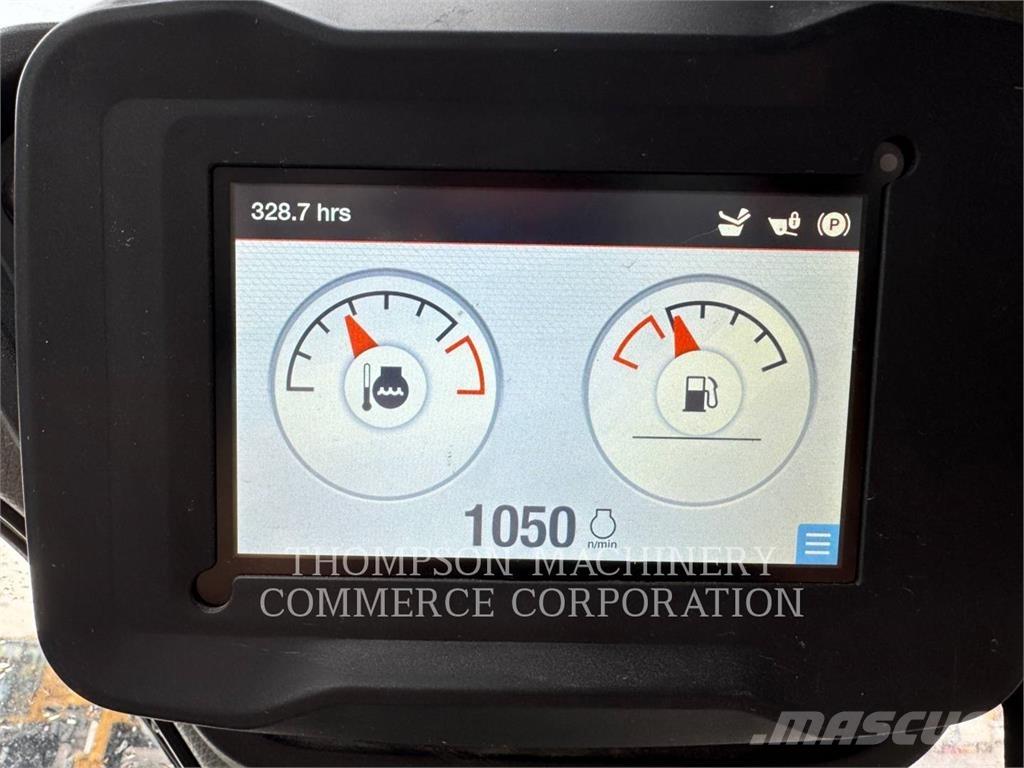 328.7 hrs
P
1050 n/min
THOMPSON MACHINERY
COMMERCE CORPORATION
MASCUS